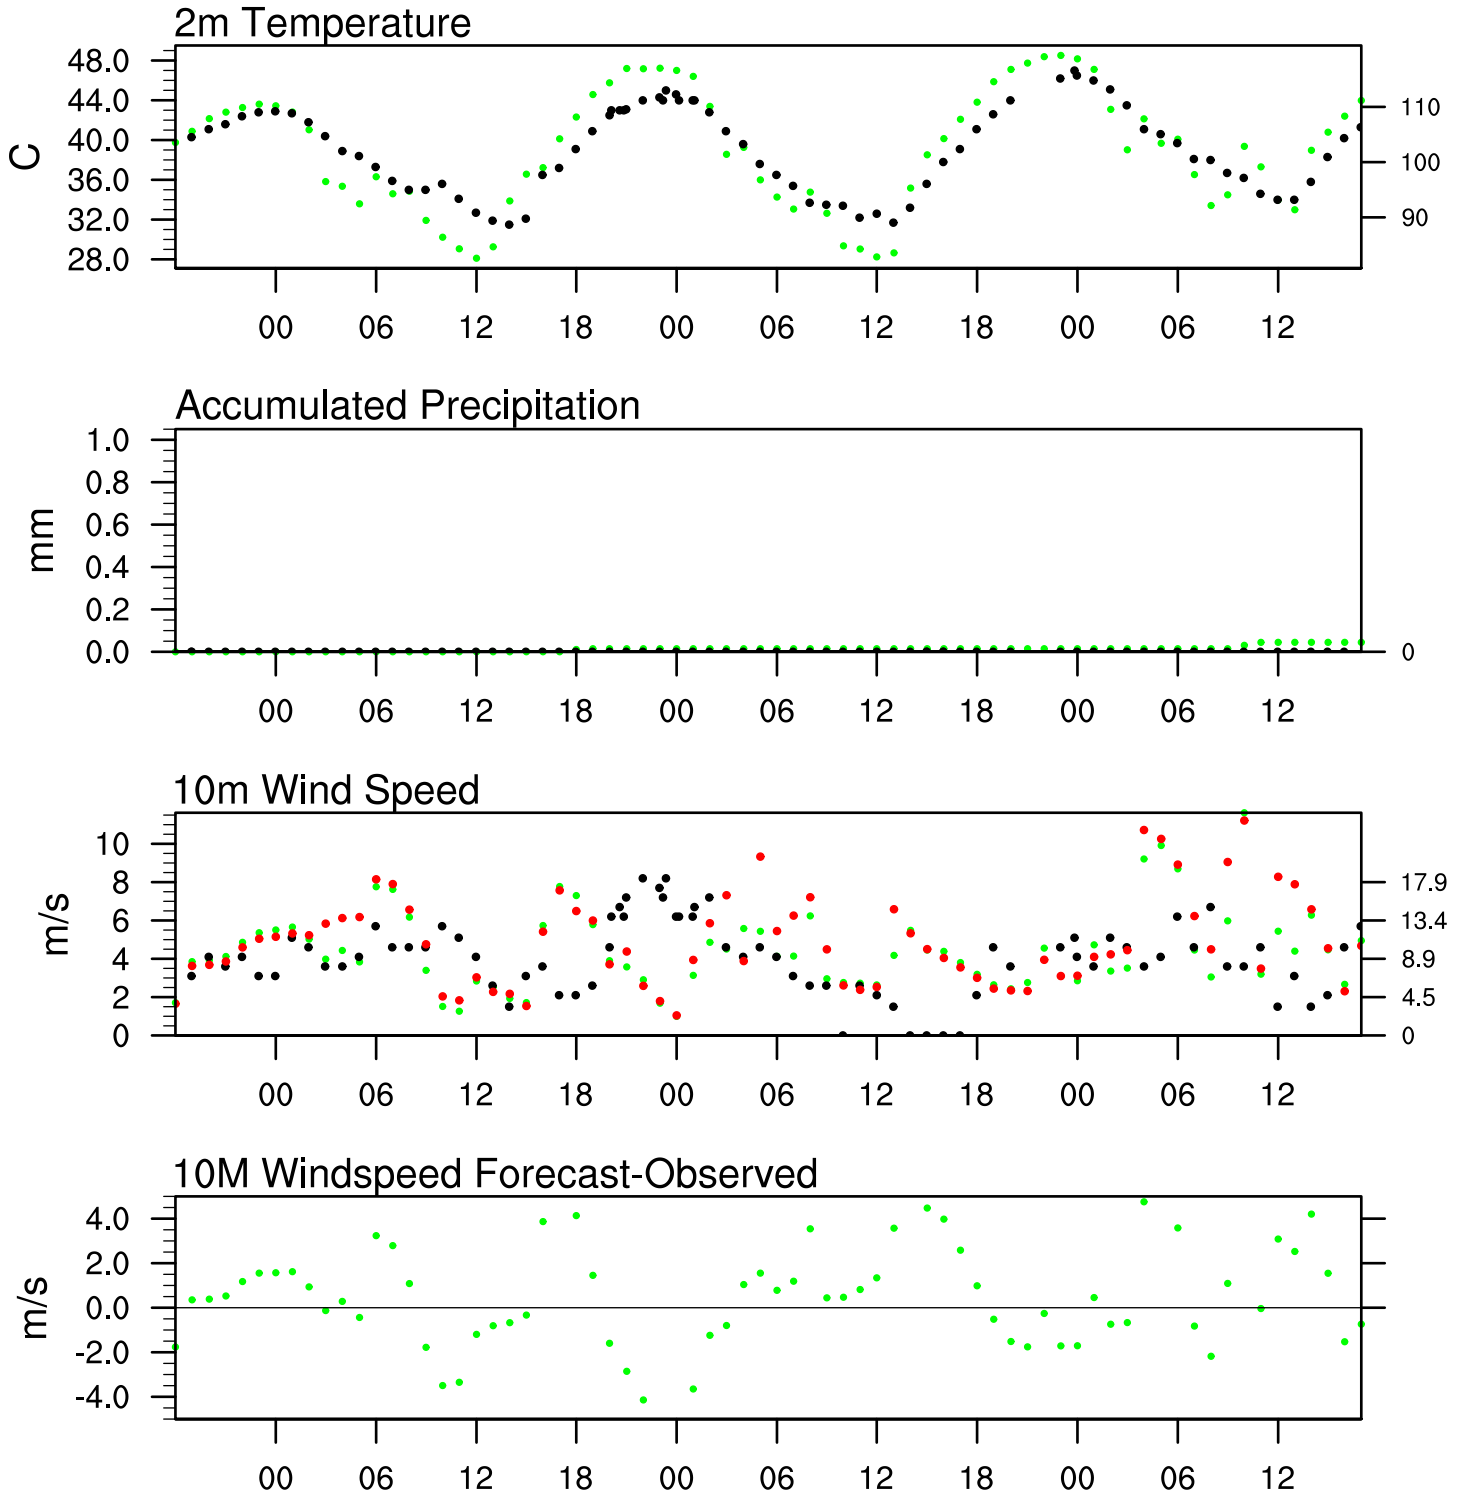 2m Temperature
48.0
44.0
40.0
36.0
32.0
28.0
C
110
100
90
00 06 12 18 00 06 12 18 00 06 12
Accumulated Precipitation
1.0
0.8
0.6
0.4
0.2
0.0
mm
0
00 06 12 18 00 06 12 18 00 06 12
10m Wind Speed
10
8
6
4
2
0
m/s
17.9
13.4
8.9
4.5
0
00 06 12 18 00 06 12 18 00 06 12
10M Windspeed Forecast-Observed
4.0
2.0
0.0
-2.0
-4.0
m/s
00 06 12 18 00 06 12 18 00 06 12